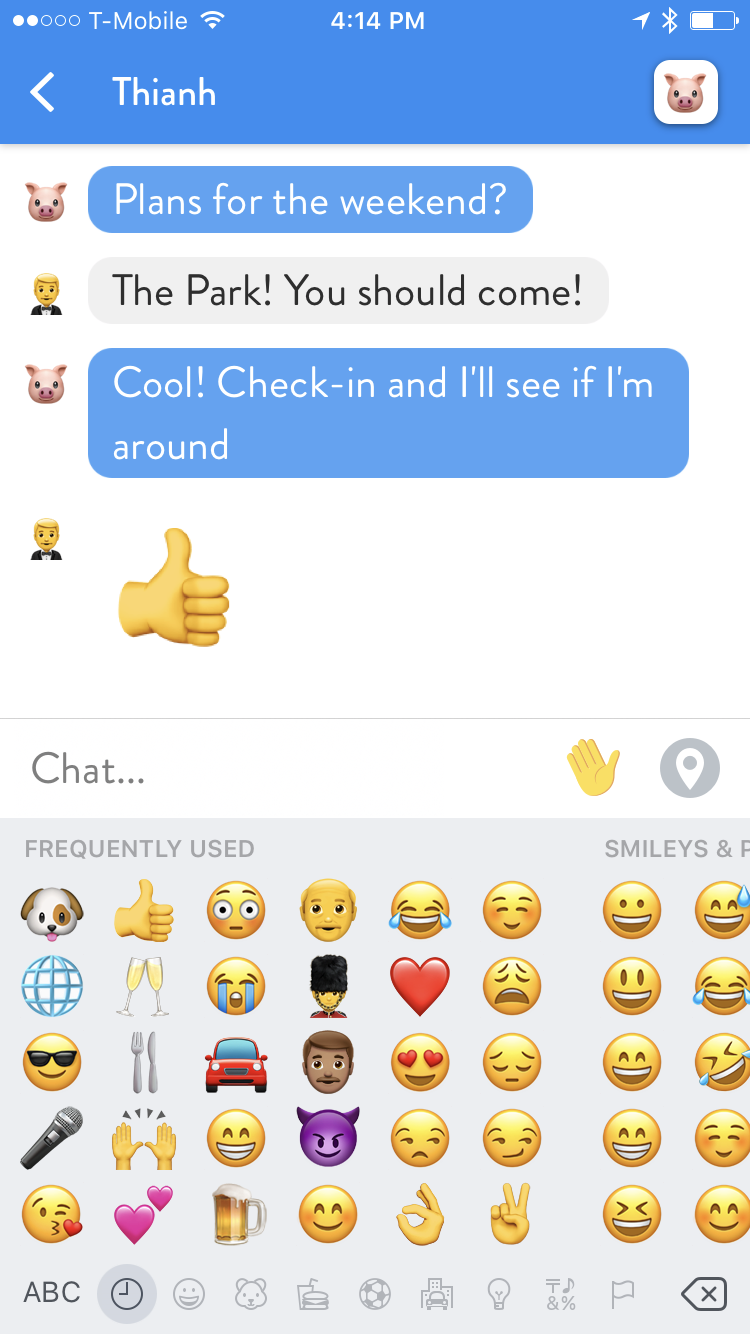 T-Mobile 4:14 PM
Thianh
Plans for the weekend?
The Park! You should come!
Cool! Check-in and I'll see if I'm
around
Chat...
FREQUENTLY USED SMILEYS & P
ABC &%